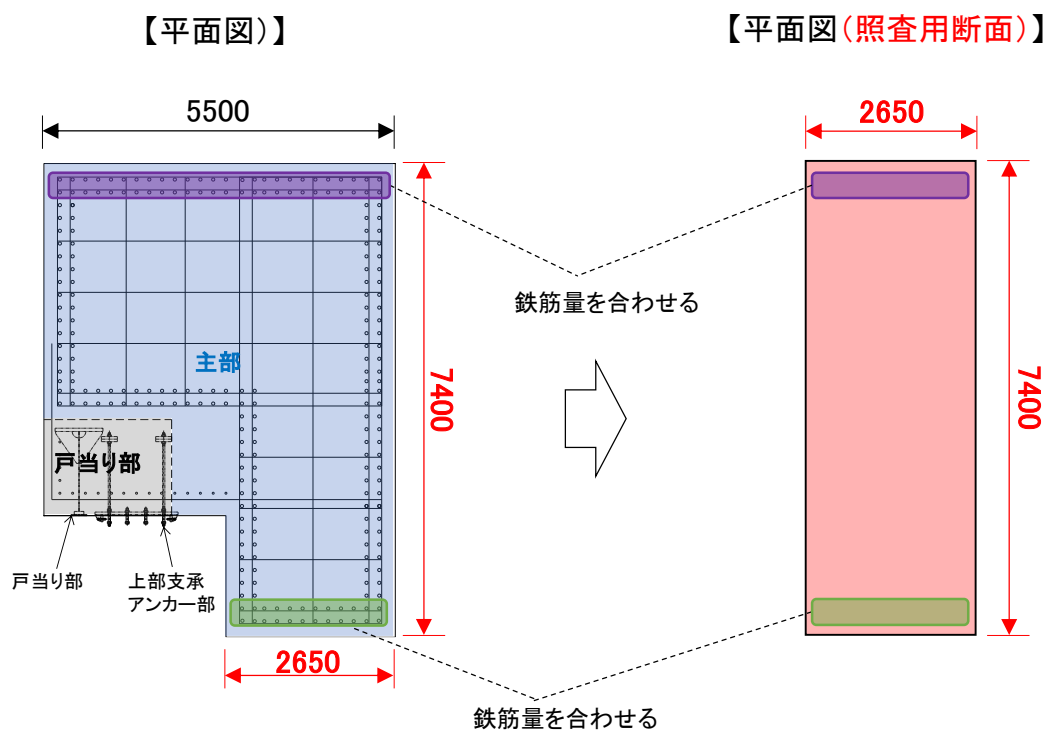 【平面図)】
【平面図(照査用断面)】
5500
2650
鉄筋量を合わせる
主部
7400
7400
戸当り部
戸当り部
上部支承
アンカー部
2650
鉄筋量を合わせる